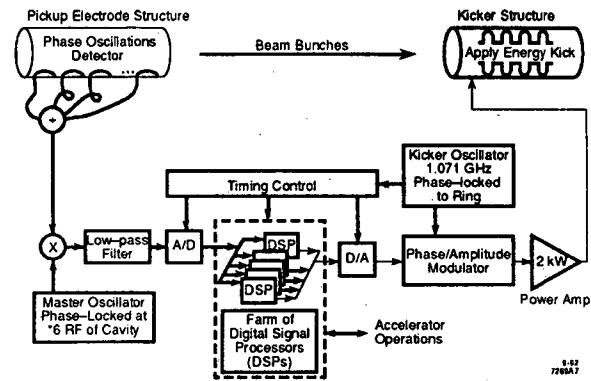 Pickup Electrode Structure
Phase Oscillations
Detector
Beam Bunches
Kicker Structure
Apply Energy Kick
+
Timing Control
Kicker Oscillator
1.071 GHz
Phase–locked
to Ring
X
Low–pass
Filter
A/D
DSP
DSP
D/A
Phase/Amplitude
Modulator
2 kW
Power Amp
Master Oscillator
Phase–Locked at
*6 RF of Cavity
Farm of
Digital Signal
Processors
(DSPs)
Accelerator
Operations
9-92
7269A7